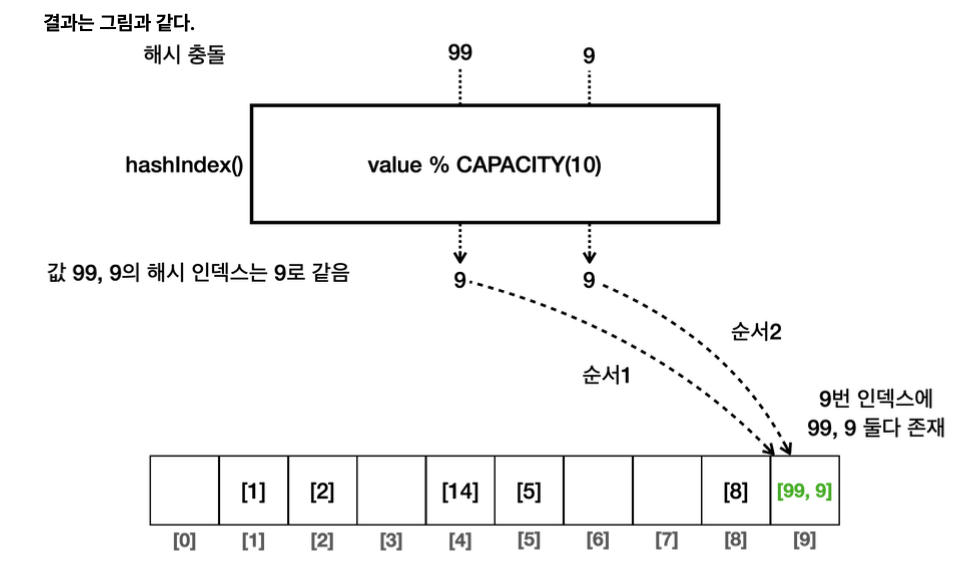 결과는 그림과 같다.
해시 충돌
99
9
hashIndex()
value % CAPACITY(10)
값 99, 9의 해시 인덱스는 9로 같음
9
9
순서2
순서1
9번 인덱스에
99, 9 둘다 존재
[1] [2] [14] [5] [8] [99, 9]
[0] [1] [2] [3] [4] [5] [6] [7] [8] [9]